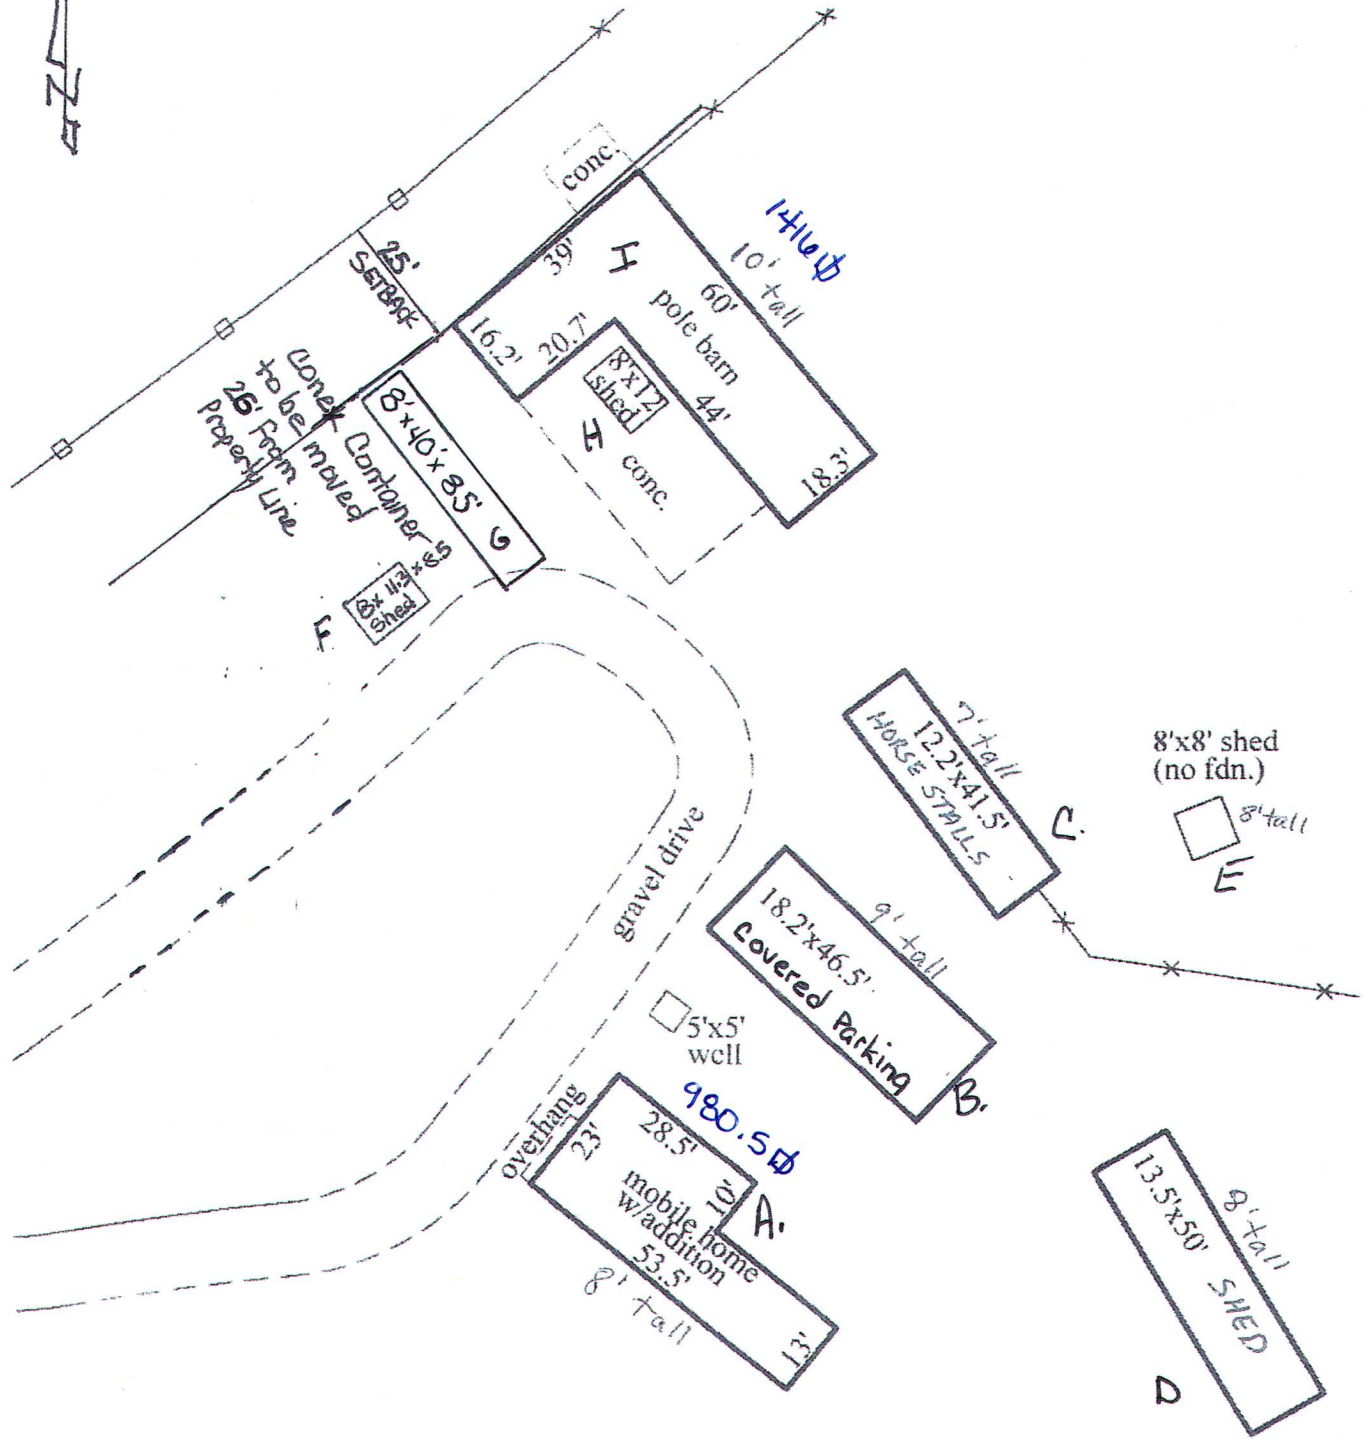 N
conc.
1416⌀
10' tall
25'
SETBACK
39'
I
60'
pole barn
16.2'
20.7'
8'x12
shed
44'
18.3'
H
conc.
Conex Container
to be moved
26' From
Property Line
8'x40'x8.5'
G
8x11.3x8.5
shed
F.
7' tall
12.2'x41.5'
HORSE STALLS
C.
8'x8' shed
(no fdn.)
8' tall
E
gravel drive
9' tall
18.2'x46.5'
Covered Parking
B.
5'x5'
well
overhang
980.5⌀
23'
28.5'
10'
A.
mobile home
w/addition
53.5'
8' tall
13'
13.5'x50'
SHED
8' tall
D